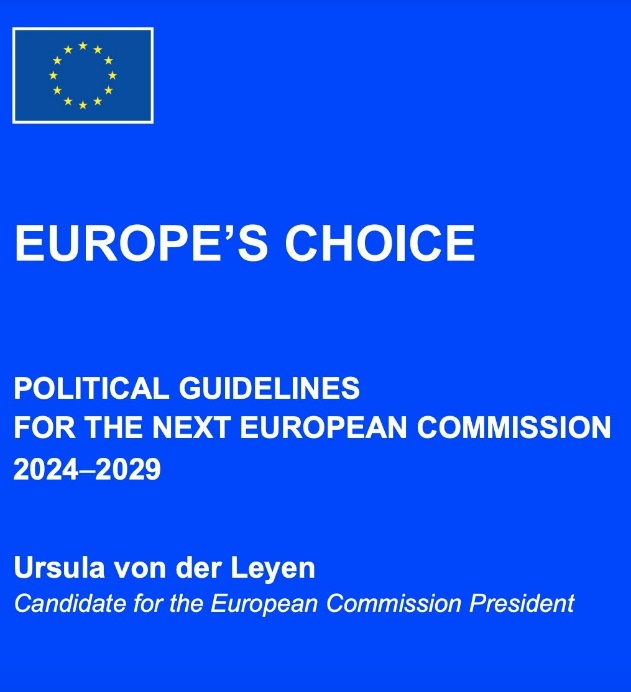 EUROPE’S CHOICE
POLITICAL GUIDELINES
FOR THE NEXT EUROPEAN COMMISSION
2024–2029
Ursula von der Leyen
Candidate for the European Commission President